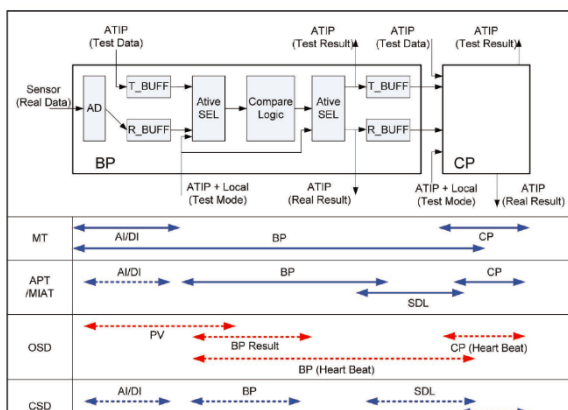 ATIP
(Test Data)
ATIP
(Test Result)
ATIP
(Test Data)
ATIP
(Test Result)
Sensor
(Real Data)
AD
T_BUFF
R_BUFF
Ative
SEL
Compare
Logic
Ative
SEL
T_BUFF
R_BUFF
BP
CP
ATIP + Local
(Test Mode)
ATIP
(Real Result)
ATIP + Local
(Test Mode)
ATIP
(Real Result)
MT
AI/DI
BP
CP
APT
/MIAT
AI/DI
BP
CP
SDL
OSD
PV
BP Result
CP (Heart Beat)
BP (Heart Beat)
CSD
AI/DI
BP
SDL